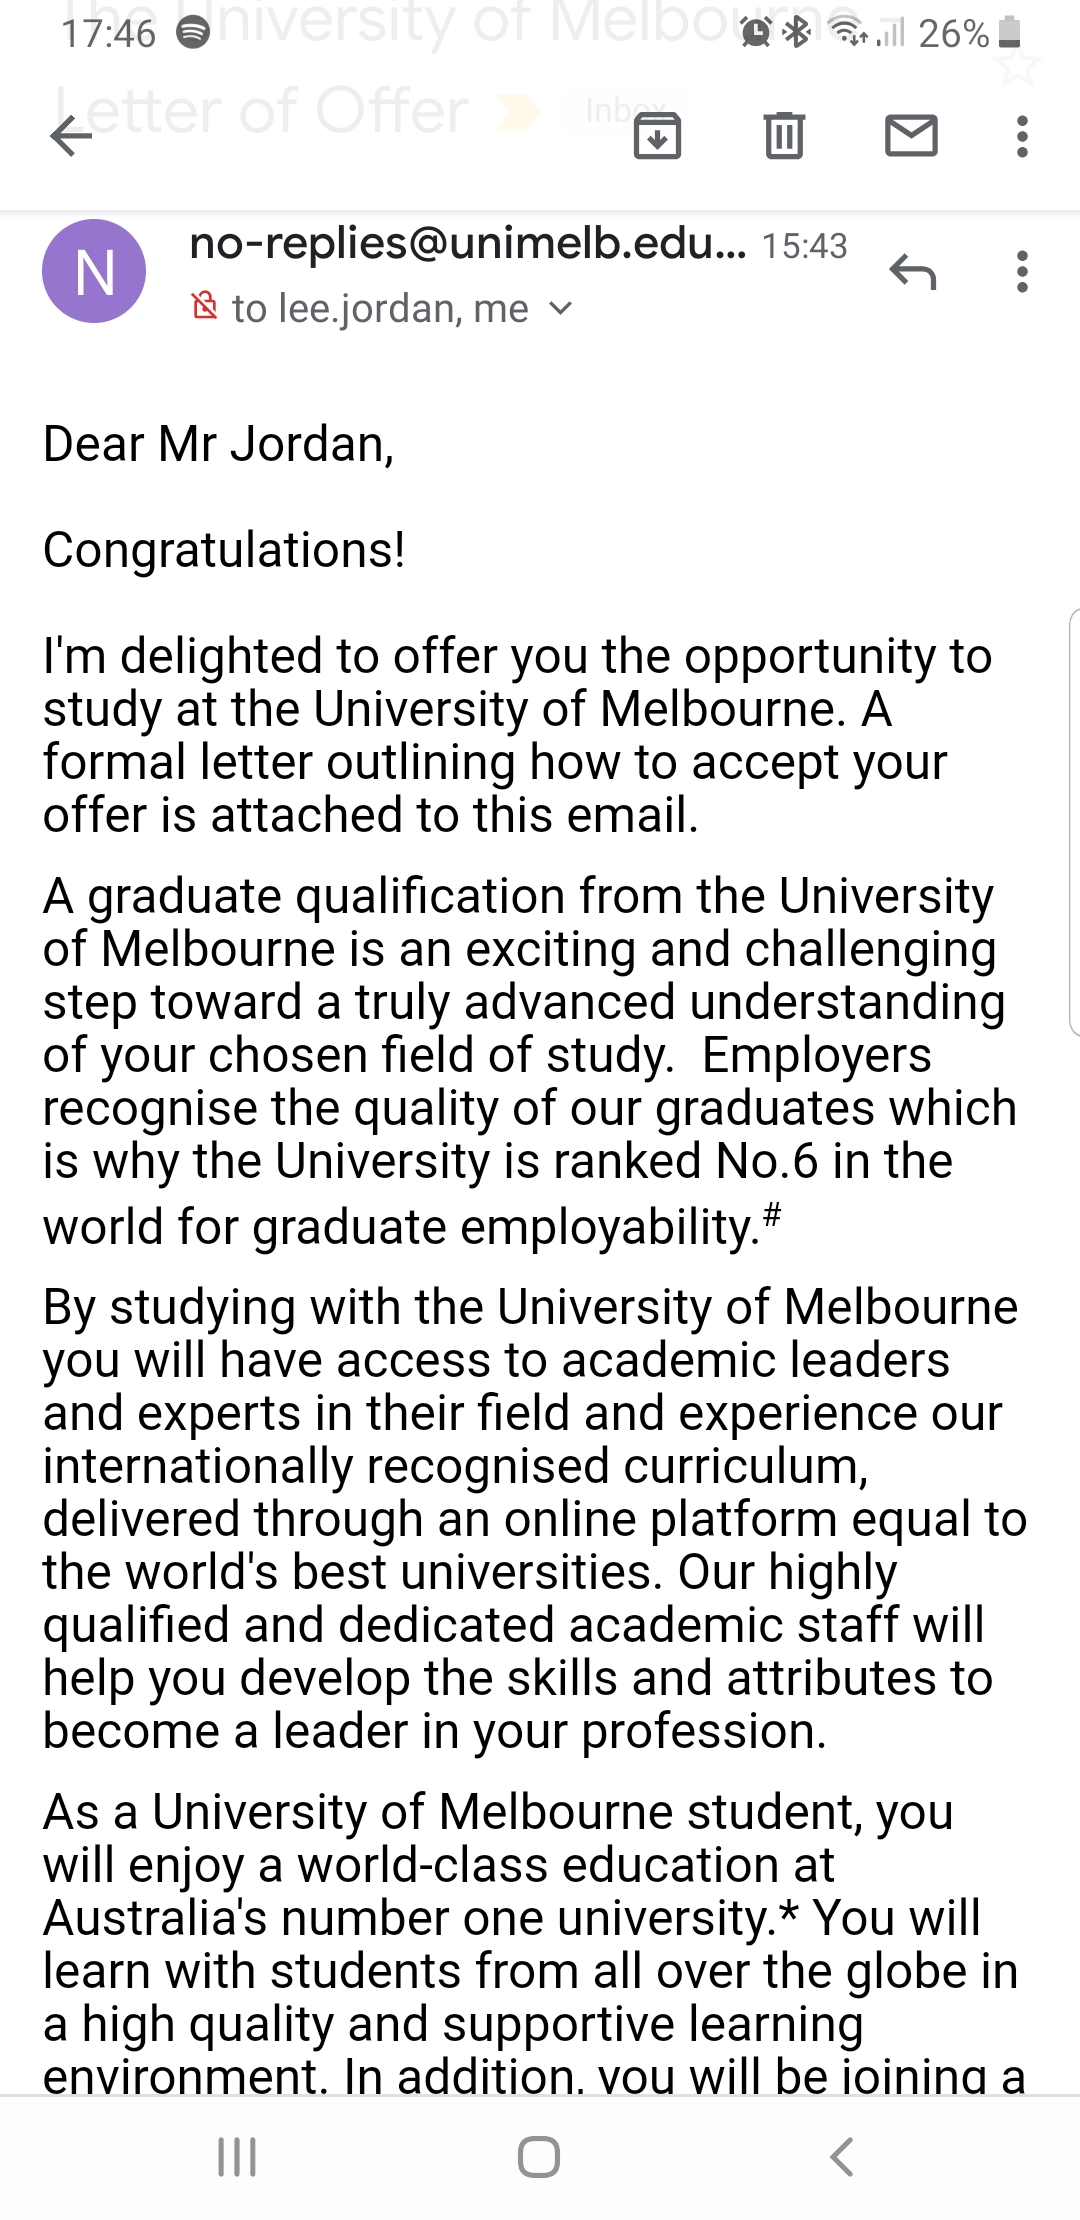 The University of Melbourne -
17:46 26%
Letter of Offer Inbox
N
no-replies@unimelb.edu... 15:43
to lee.jordan, me
Dear Mr Jordan,
Congratulations!
I'm delighted to offer you the opportunity to
study at the University of Melbourne. A
formal letter outlining how to accept your
offer is attached to this email.
A graduate qualification from the University
of Melbourne is an exciting and challenging
step toward a truly advanced understanding
of your chosen field of study.  Employers
recognise the quality of our graduates which
is why the University is ranked No.6 in the
world for graduate employability.#
By studying with the University of Melbourne
you will have access to academic leaders
and experts in their field and experience our
internationally recognised curriculum,
delivered through an online platform equal to
the world's best universities. Our highly
qualified and dedicated academic staff will
help you develop the skills and attributes to
become a leader in your profession.
As a University of Melbourne student, you
will enjoy a world-class education at
Australia's number one university.* You will
learn with students from all over the globe in
a high quality and supportive learning
environment. In addition, you will be joining a